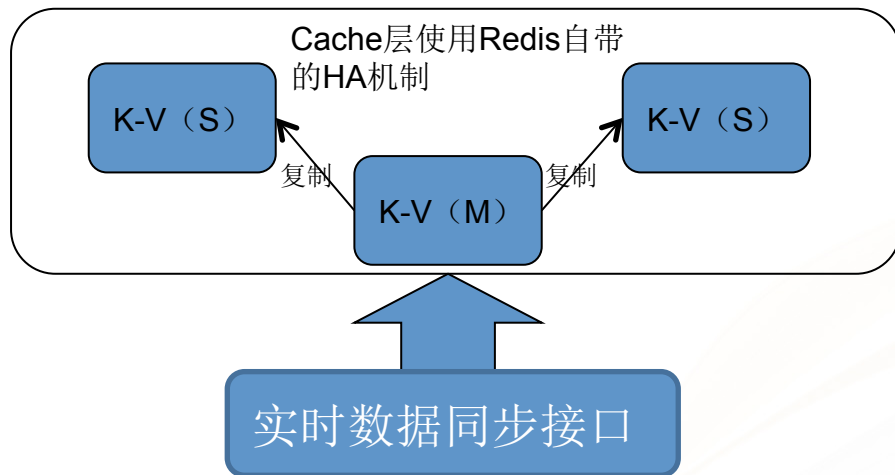 Cache层使用Redis自带
的HA机制
K-V（S）
K-V（S）
复制
复制
K-V（M）
实时数据同步接口